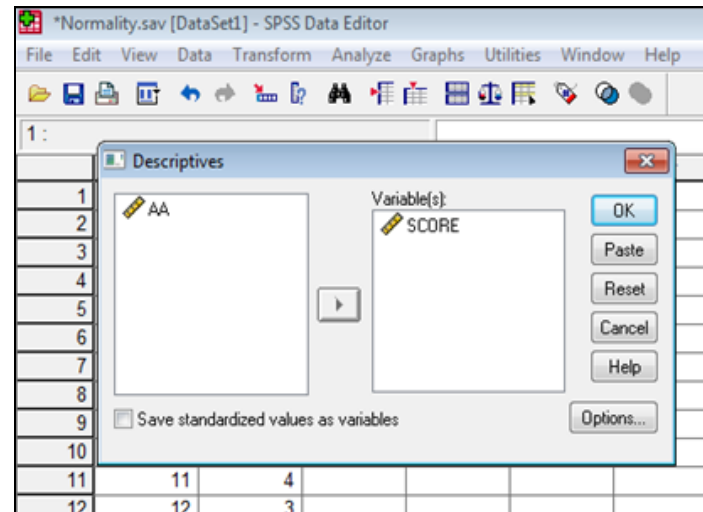 *Normality.sav [DataSet1] - SPSS Data Editor
File Edit View Data Transform Analyze Graphs Utilities Window Help
1 :
Descriptives
Variable(s):
AA
SCORE
OK
Paste
Reset
Cancel
Help
Save standardized values as variables
Options...
1
2
3
4
5
6
7
8
9
10
11 11 4
12 12 3